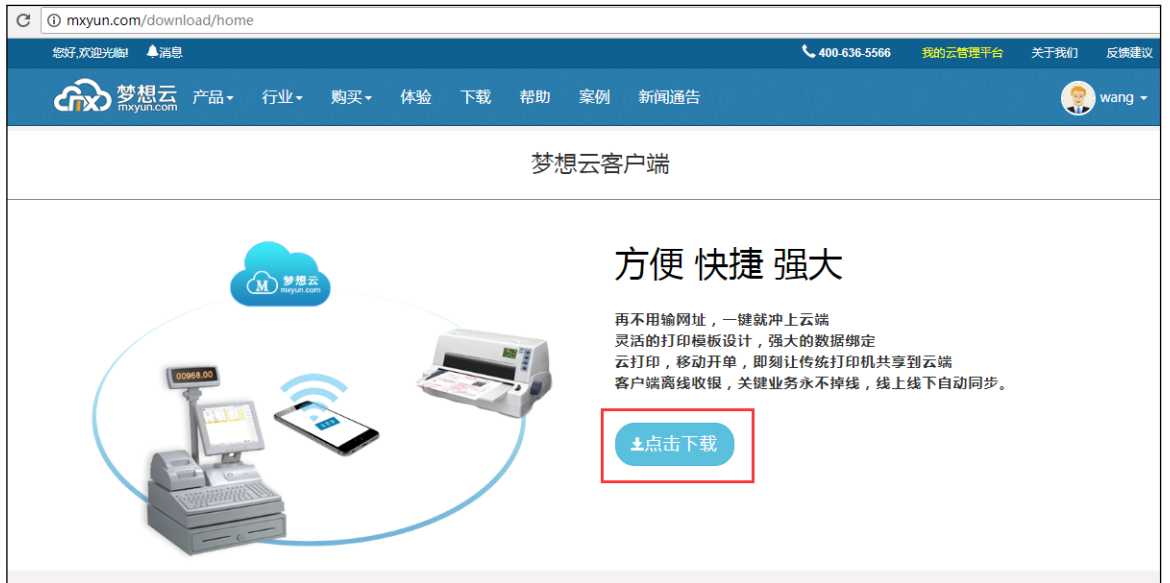 mxyun.com/download/home
您好,欢迎光临! 消息 400-636-5566 我的云管理平台 关于我们 反馈建议
梦想云 产品 行业 购买 体验 下载 帮助 案例 新闻通告 wang
mxyun.com
梦想云客户端
方便 快捷 强大
梦想云
mxyun.com
M
再不用输网址，一键就冲上云端
灵活的打印模板设计，强大的数据绑定
云打印，移动开单，即刻让传统打印机共享到云端
客户端离线收银，关键业务永不掉线，线上线下自动同步。
00968.00
点击下载